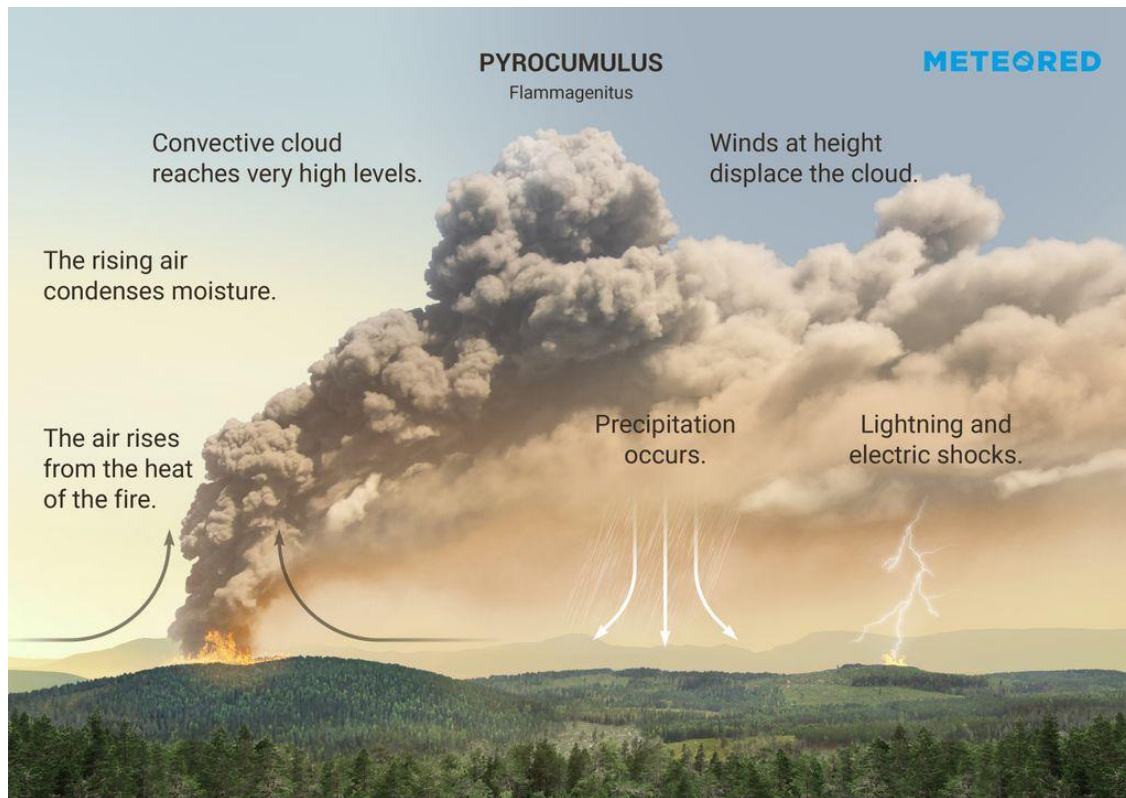 PYROCUMULUS
Flammagenitus
METEORED
Convective cloud
reaches very high levels.
Winds at height
displace the cloud.
The rising air
condenses moisture.
The air rises
from the heat
of the fire.
Precipitation
occurs.
Lightning and
electric shocks.